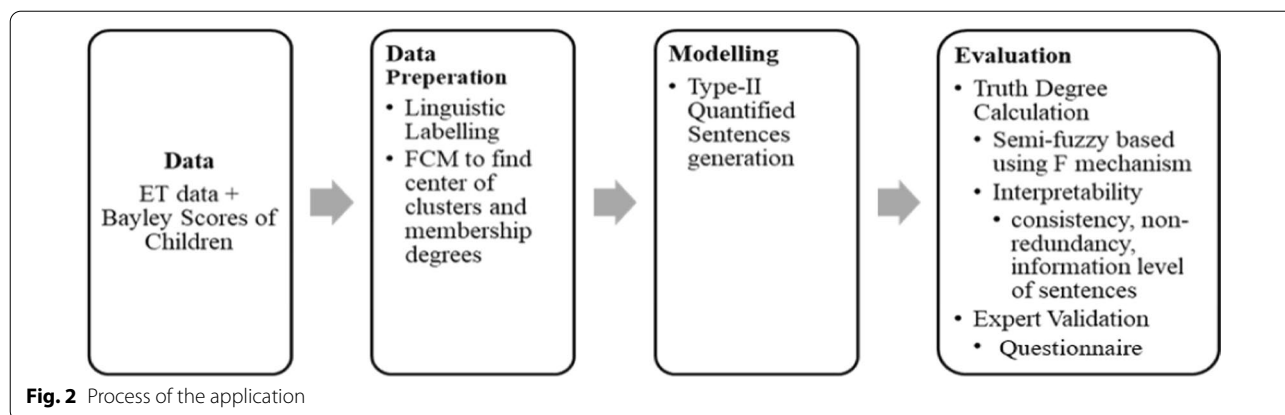 Data
ET data +
Bayley Scores of
Children
Data
Preperation
• Linguistic
Labelling
• FCM to find
center of
clusters and
membership
degrees
Modelling
• Type-II
Quantified
Sentences
generation
Evaluation
• Truth Degree
Calculation
• Semi-fuzzy based
using F mechanism
• Interpretability
• consistency, non-
redundancy,
information level
of sentences
• Expert Validation
• Questionnaire
Fig. 2 Process of the application